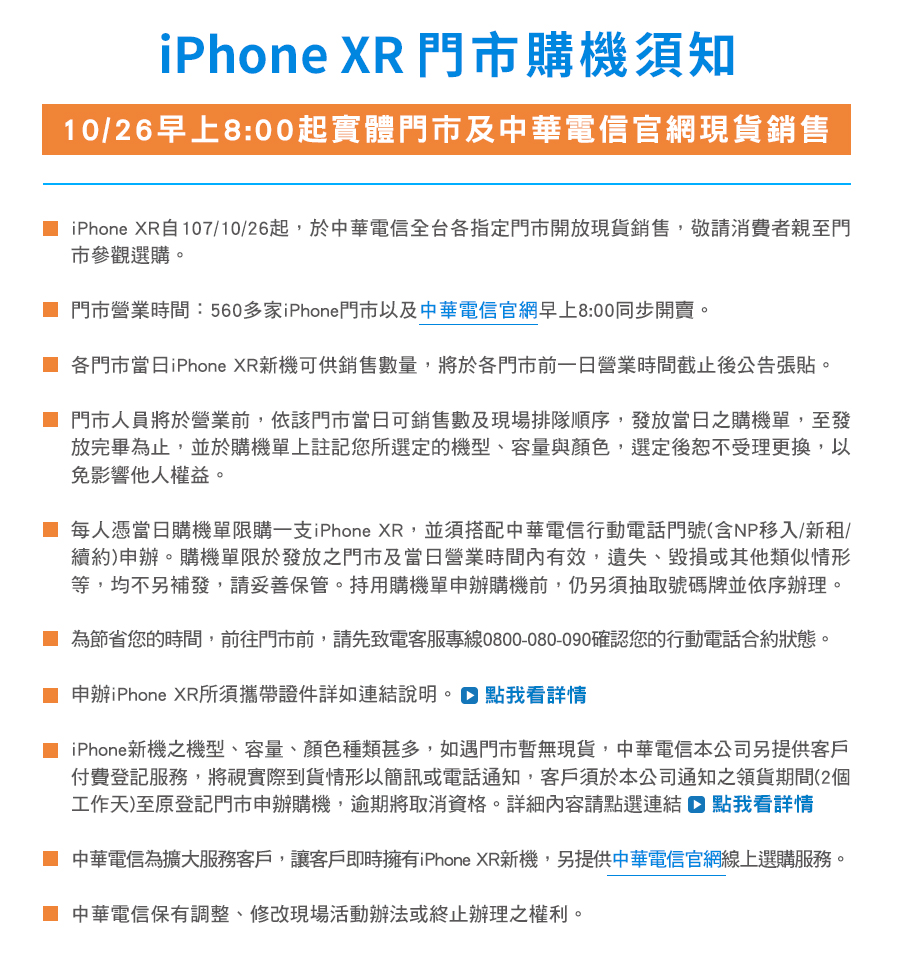 iPhone XR 門市購機須知
10/26早上8:00起實體門市及中華電信官網現貨銷售
iPhone XR自107/10/26起，於中華電信全台各指定門市開放現貨銷售，敬請消費者親至門
市參觀選購。
門市營業時間：560多家iPhone門市以及中華電信官網早上8:00同步開賣。
各門市當日iPhone XR新機可供銷售數量，將於各門市前一日營業時間截止後公告張貼。
門市人員將於營業前，依該門市當日可銷售數及現場排隊順序，發放當日之購機單，至發
放完畢為止，並於購機單上註記您所選定的機型、容量與顏色，選定後恕不受理更換，以
免影響他人權益。
每人憑當日購機單限購一支iPhone XR，並須搭配中華電信行動電話門號(含NP移入/新租/
續約)申辦。購機單限於發放之門市及當日營業時間內有效，遺失、毀損或其他類似情形
等，均不另補發，請妥善保管。持用購機單申辦購機前，仍另須抽取號碼牌並依序辦理。
為節省您的時間，前往門市前，請先致電客服專線0800-080-090確認您的行動電話合約狀態。
申辦iPhone XR所須攜帶證件詳如連結說明。 點我看詳情
iPhone新機之機型、容量、顏色種類甚多，如遇門市暫無現貨，中華電信本公司另提供客戶
付費登記服務，將視實際到貨情形以簡訊或電話通知，客戶須於本公司通知之領貨期間(2個
工作天)至原登記門市申辦購機，逾期將取消資格。詳細內容請點選連結 點我看詳情
中華電信為擴大服務客戶，讓客戶即時擁有iPhone XR新機，另提供中華電信官網線上選購服務。
中華電信保有調整、修改現場活動辦法或終止辦理之權利。